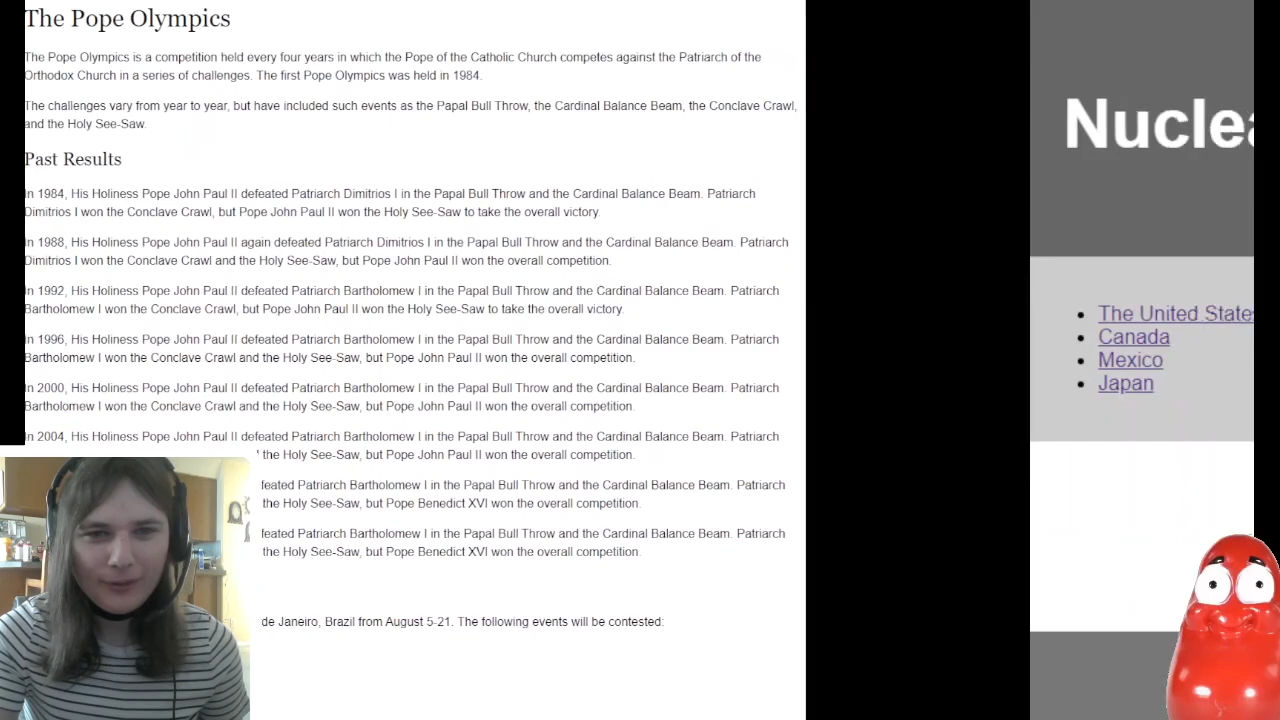 The Pope Olympics
The Pope Olympics is a competition held every four years in which the Pope of the Catholic Church competes against the Patriarch of the
Orthodox Church in a series of challenges. The first Pope Olympics was held in 1984.
The challenges vary from year to year, but have included such events as the Papal Bull Throw, the Cardinal Balance Beam, the Conclave Crawl,
and the Holy See-Saw.
Past Results
In 1984, His Holiness Pope John Paul II defeated Patriarch Dimitrios I in the Papal Bull Throw and the Cardinal Balance Beam. Patriarch
Dimitrios I won the Conclave Crawl, but Pope John Paul II won the Holy See-Saw to take the overall victory.
In 1988, His Holiness Pope John Paul II again defeated Patriarch Dimitrios I in the Papal Bull Throw and the Cardinal Balance Beam. Patriarch
Dimitrios I won the Conclave Crawl and the Holy See-Saw, but Pope John Paul II won the overall competition.
In 1992, His Holiness Pope John Paul II defeated Patriarch Bartholomew I in the Papal Bull Throw and the Cardinal Balance Beam. Patriarch
Bartholomew I won the Conclave Crawl, but Pope John Paul II won the Holy See-Saw to take the overall victory.
In 1996, His Holiness Pope John Paul II defeated Patriarch Bartholomew I in the Papal Bull Throw and the Cardinal Balance Beam. Patriarch
Bartholomew I won the Conclave Crawl and the Holy See-Saw, but Pope John Paul II won the overall competition.
In 2000, His Holiness Pope John Paul II defeated Patriarch Bartholomew I in the Papal Bull Throw and the Cardinal Balance Beam. Patriarch
Bartholomew I won the Conclave Crawl and the Holy See-Saw, but Pope John Paul II won the overall competition.
In 2004, His Holiness Pope John Paul II defeated Patriarch Bartholomew I in the Papal Bull Throw and the Cardinal Balance Beam. Patriarch
the Holy See-Saw, but Pope John Paul II won the overall competition.
feated Patriarch Bartholomew I in the Papal Bull Throw and the Cardinal Balance Beam. Patriarch
the Holy See-Saw, but Pope Benedict XVI won the overall competition.
feated Patriarch Bartholomew I in the Papal Bull Throw and the Cardinal Balance Beam. Patriarch
the Holy See-Saw, but Pope Benedict XVI won the overall competition.
de Janeiro, Brazil from August 5-21. The following events will be contested:
Nuclea
The United States
Canada
Mexico
Japan